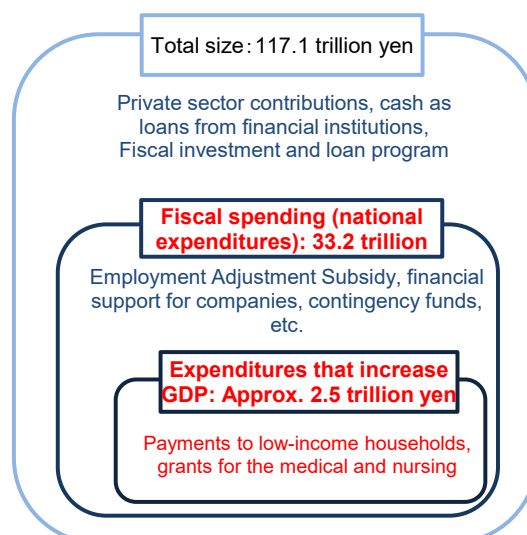 Total size：117.1 trillion yen
Private sector contributions, cash as
loans from financial institutions,
Fiscal investment and loan program
Fiscal spending (national
expenditures): 33.2 trillion
Employment Adjustment Subsidy, financial
support for companies, contingency funds,
etc.
Expenditures that increase
GDP: Approx. 2.5 trillion yen
Payments to low-income households,
grants for the medical and nursing